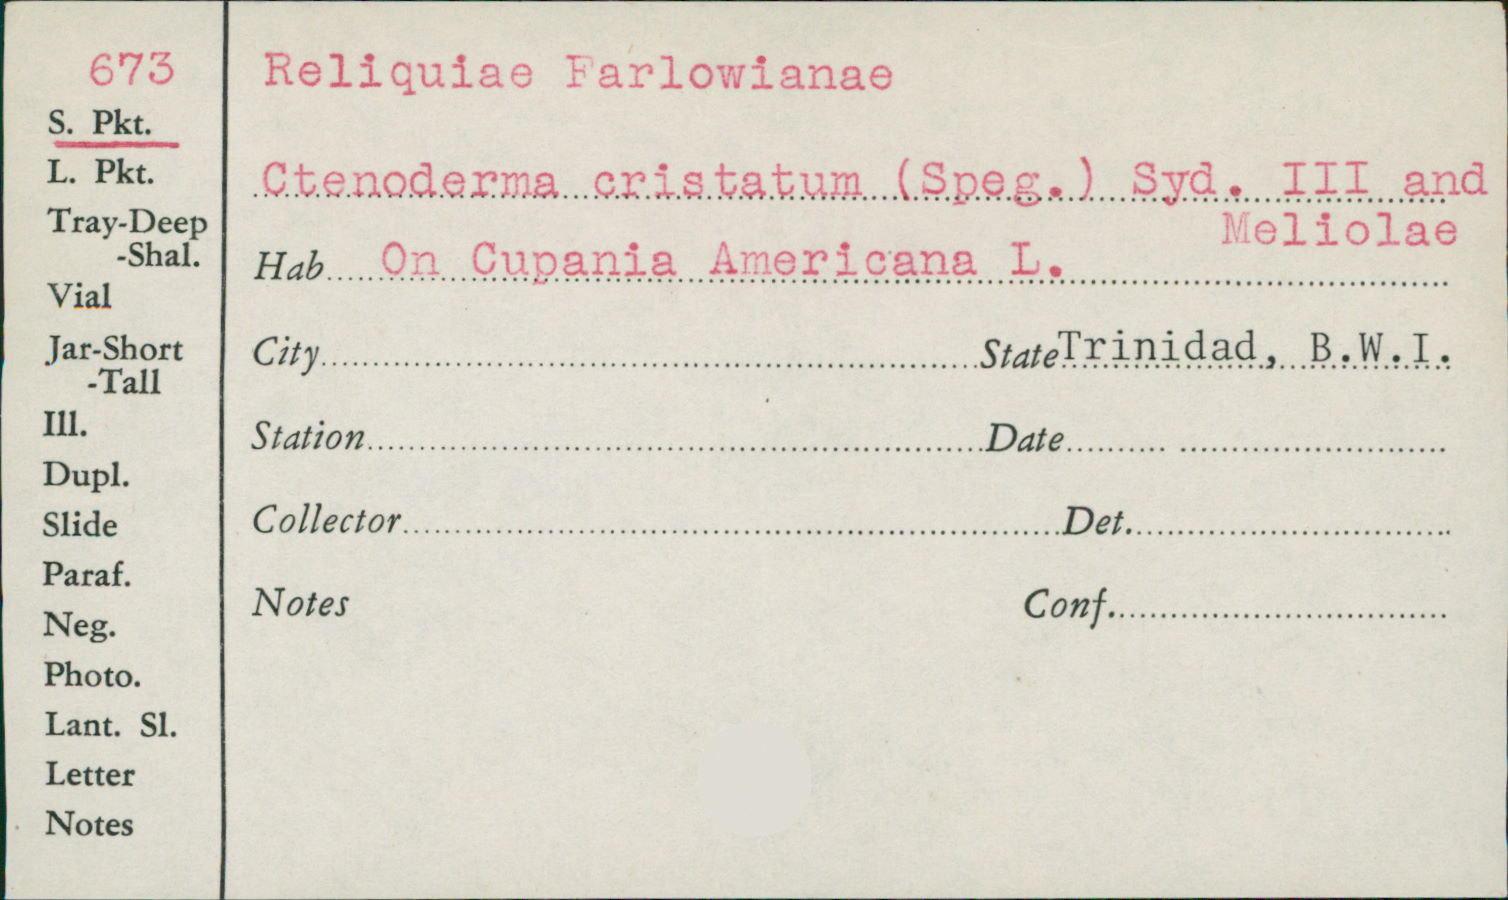 673
S. Pkt.
L. Pkt.
Tray-Deep
-Shal.
Vial
Jar-Short
-Tall
Ill.
Dupl.
Slide
Paraf.
Neg.
Photo.
Lant. Sl.
Letter
Notes
Reliquiae Farlowianae
Ctenoderma cristatum (Speg.) Syd. III and
Meliolae
Hab On Cupania Americana L.
City State Trinidad, B.W.I.
Station Date
Collector Det.
Notes Conf.